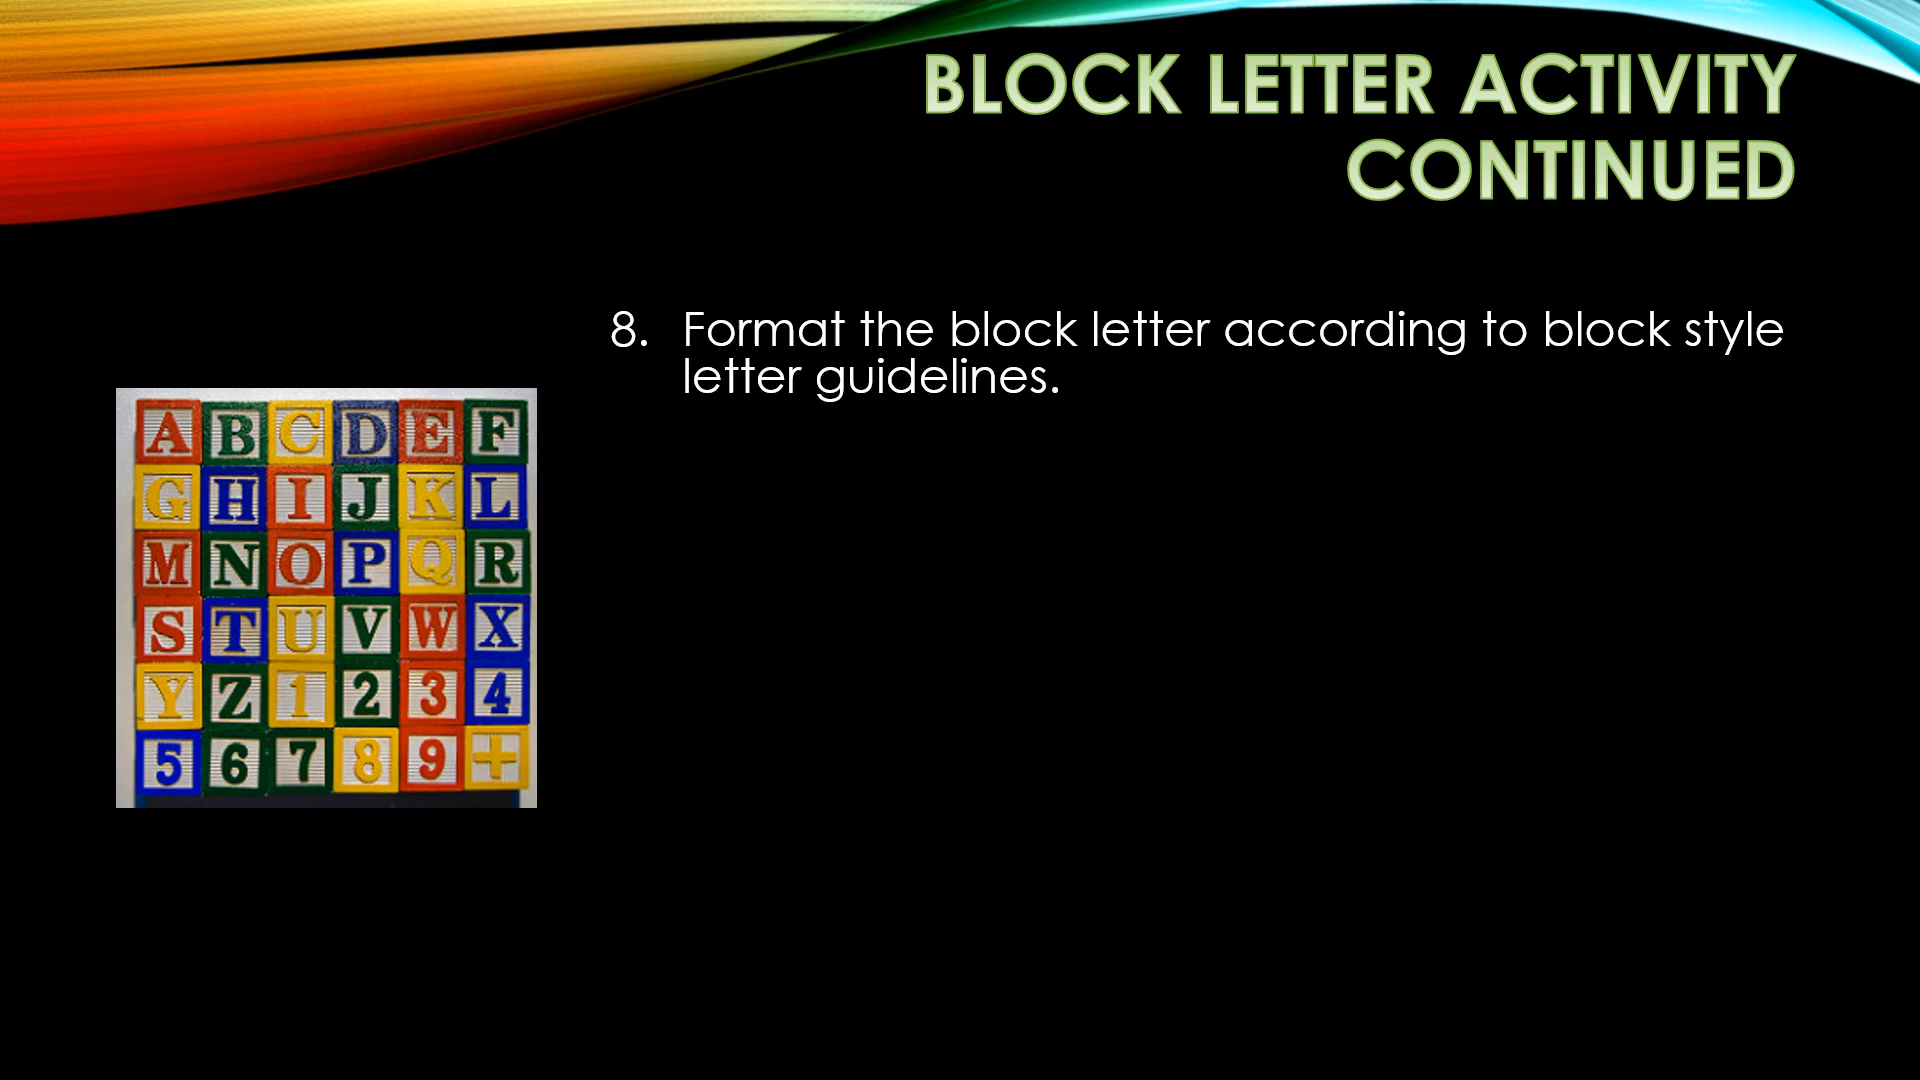 BLOCK LETTER ACTIVITY
CONTINUED
8. Format the block letter according to block style
letter guidelines.
A B C D E F
G H I J K L
M N O P Q R
S T U V W X
Y Z 1 2 3 4
5 6 7 8 9 +